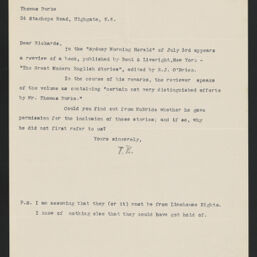 Thomas Burke
24 Stanhope Road, Highgate, N.6.
Dear Richards,
In the "Sydney Morning Herald" of July 3rd appears
a review of a book, published by Boni & Liveright, New York -
"The Great Modern English Stories", edited by E.J. O'Brien.
In the course of his remarks, the reviewer speaks
of the volume as containing "certain not very distinguished efforts
by Mr. Thomas Burke."
Could you find out from McBride whether he gave
permission for the inclusion of these stories; and if so, why
he did not first refer to us?
Yours sincerely,
T.B.
P.S. I am assuming that they (or it) must be from Limehouse Nights.
I know of nothing else that they could have got hold of.